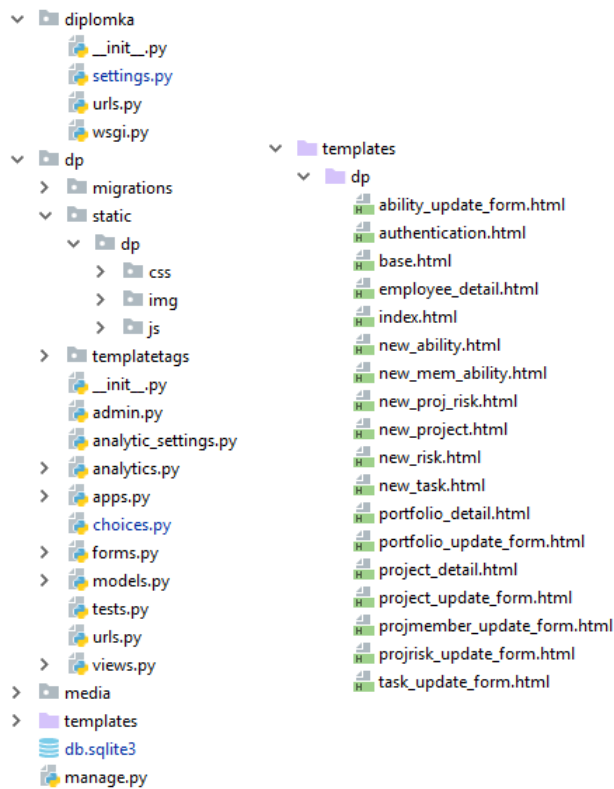 diplomka
__init__.py
settings.py
urls.py
wsgi.py
dp
migrations
static
dp
css
img
js
templatetags
__init__.py
admin.py
analytic_settings.py
analytics.py
apps.py
choices.py
forms.py
models.py
tests.py
urls.py
views.py
media
templates
db.sqlite3
manage.py
templates
dp
ability_update_form.html
authentication.html
base.html
employee_detail.html
index.html
new_ability.html
new_mem_ability.html
new_proj_risk.html
new_project.html
new_risk.html
new_task.html
portfolio_detail.html
portfolio_update_form.html
project_detail.html
project_update_form.html
projmember_update_form.html
projrisk_update_form.html
task_update_form.html